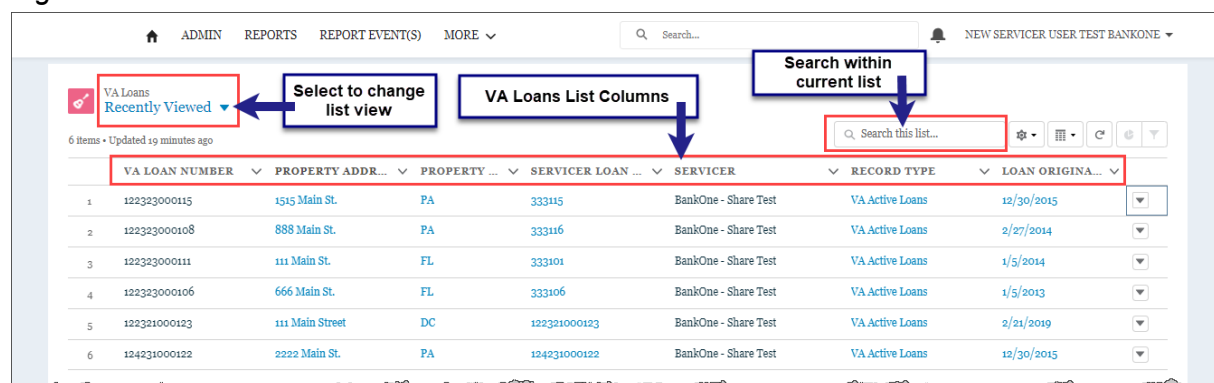 ADMIN REPORTS REPORT EVENT(S) MORE Search... NEW SERVICER USER TEST BANKONE
Search within
current list
VA Loans
Recently Viewed
Select to change
list view
VA Loans List Columns
6 items • Updated 19 minutes ago
Search this list...
VA LOAN NUMBER PROPERTY ADDR... PROPERTY ... SERVICER LOAN ... SERVICER RECORD TYPE LOAN ORIGINA...
1 122323000115 1515 Main St. PA 333115 BankOne - Share Test VA Active Loans 12/30/2015
2 122323000108 888 Main St. PA 333116 BankOne - Share Test VA Active Loans 2/27/2014
3 122323000111 111 Main St. FL 333101 BankOne - Share Test VA Active Loans 1/5/2014
4 122323000106 666 Main St. FL 333106 BankOne - Share Test VA Active Loans 1/5/2013
5 122321000123 111 Main Street DC 122321000123 BankOne - Share Test VA Active Loans 2/21/2019
6 124231000122 2222 Main St. PA 124231000122 BankOne - Share Test VA Active Loans 12/30/2015